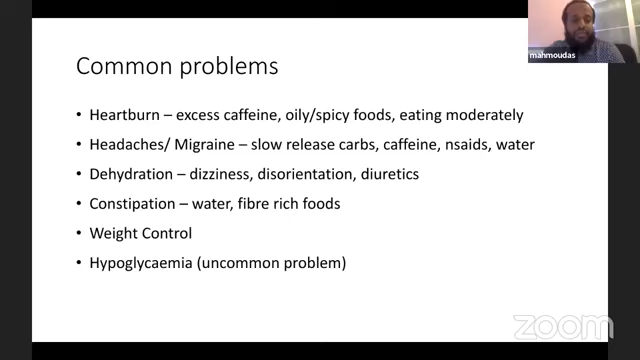 mahmoudas
Common problems
• Heartburn – excess caffeine, oily/spicy foods, eating moderately
• Headaches/ Migraine – slow release carbs, caffeine, nsaids, water
• Dehydration – dizziness, disorientation, diuretics
• Constipation – water, fibre rich foods
• Weight Control
• Hypoglycaemia (uncommon problem)
zoom